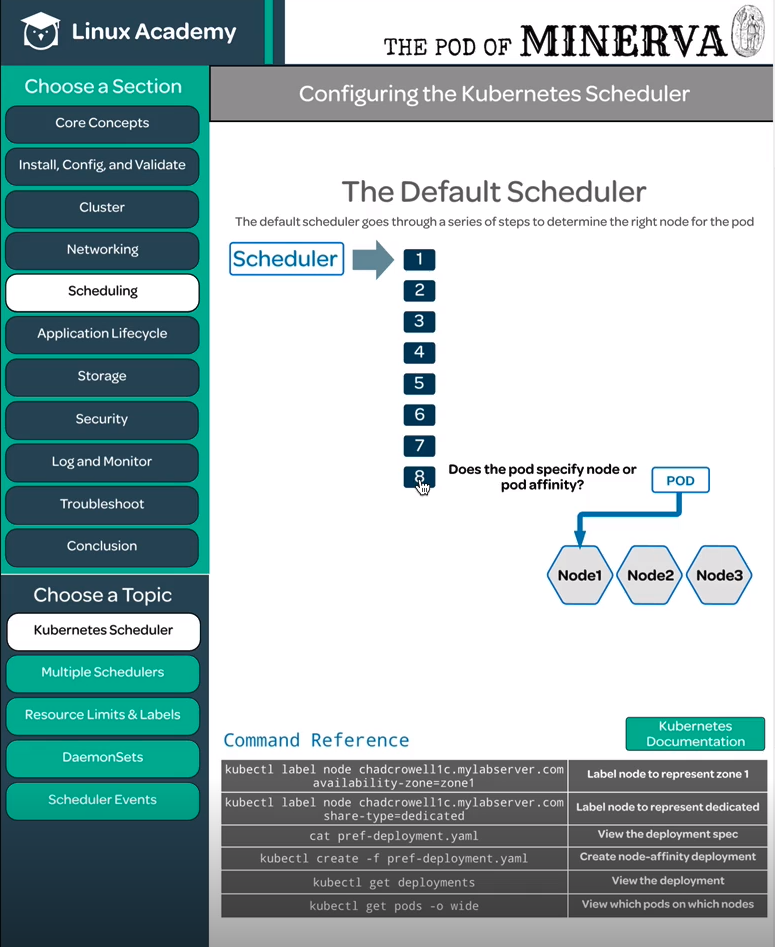 Linux Academy
THE POD OF MINERVA
Choose a Section
Core Concepts
Install, Config, and Validate
Cluster
Networking
Scheduling
Application Lifecycle
Storage
Security
Log and Monitor
Troubleshoot
Conclusion
Choose a Topic
Kubernetes Scheduler
Multiple Schedulers
Resource Limits & Labels
DaemonSets
Scheduler Events
Configuring the Kubernetes Scheduler
The Default Scheduler
The default scheduler goes through a series of steps to determine the right node for the pod
Scheduler
1
2
3
4
5
6
7
8
Does the pod specify node or
pod affinity?
POD
Node1 Node2 Node3
Command Reference
Kubernetes
Documentation
kubectl label node chadcrowell1c.mylabserver.com
availability-zone=zone1
Label node to represent zone 1
kubectl label node chadcrowell1c.mylabserver.com
share-type=dedicated
Label node to represent dedicated
cat pref-deployment.yaml
View the deployment spec
kubectl create -f pref-deployment.yaml
Create node-affinity deployment
kubectl get deployments
View the deployment
kubectl get pods -o wide
View which pods on which nodes